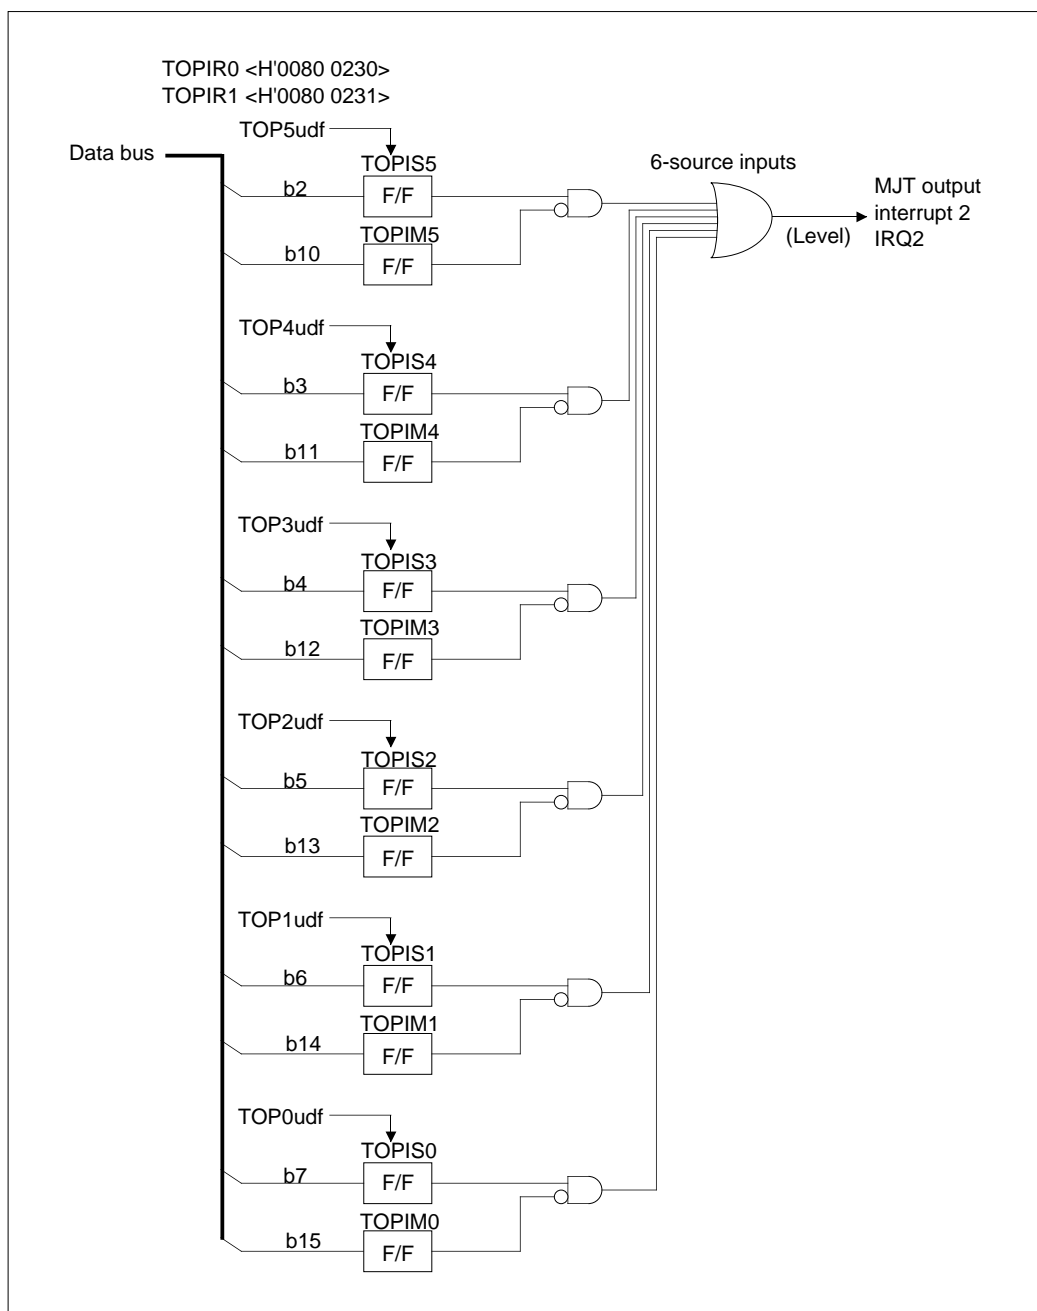 TOPIR0 <H'0080 0230>
TOPIR1 <H'0080 0231>
TOP5udf
Data bus
TOPIS5
b2
F/F
TOPIM5
b10
F/F
6-source inputs
MJT output
interrupt 2
IRQ2
(Level)
TOP4udf
TOPIS4
b3
F/F
TOPIM4
b11
F/F
TOP3udf
TOPIS3
b4
F/F
TOPIM3
b12
F/F
TOP2udf
TOPIS2
b5
F/F
TOPIM2
b13
F/F
TOP1udf
TOPIS1
b6
F/F
TOPIM1
b14
F/F
TOP0udf
TOPIS0
b7
F/F
TOPIM0
b15
F/F